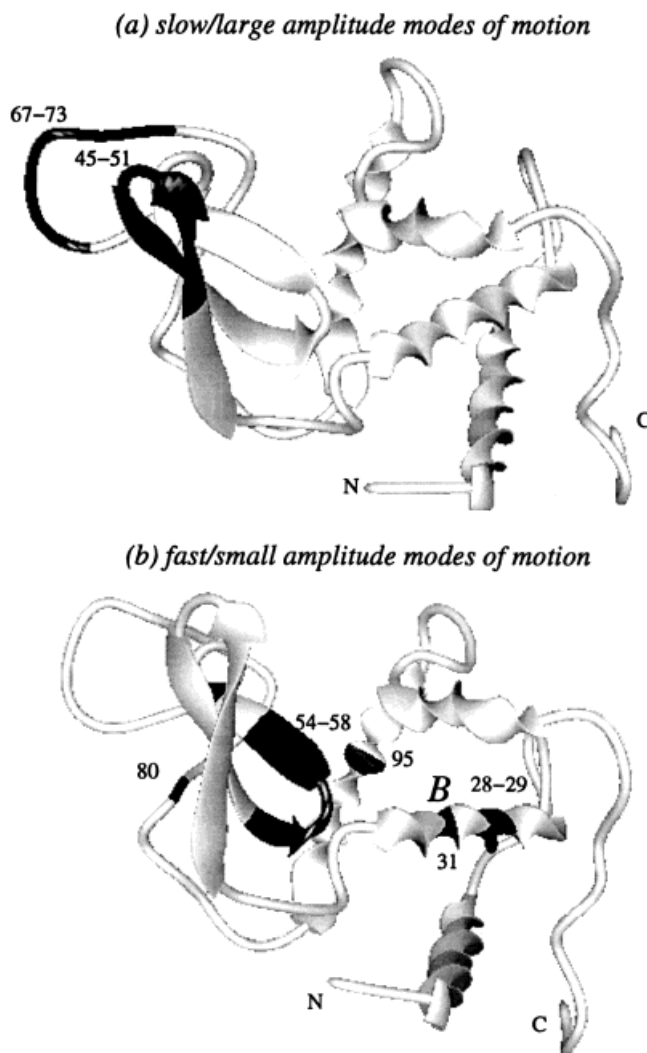 (a) slow/large amplitude modes of motion
67–73
45–51
C
N
(b) fast/small amplitude modes of motion
54–58
80
95
B
28–29
31
N
C